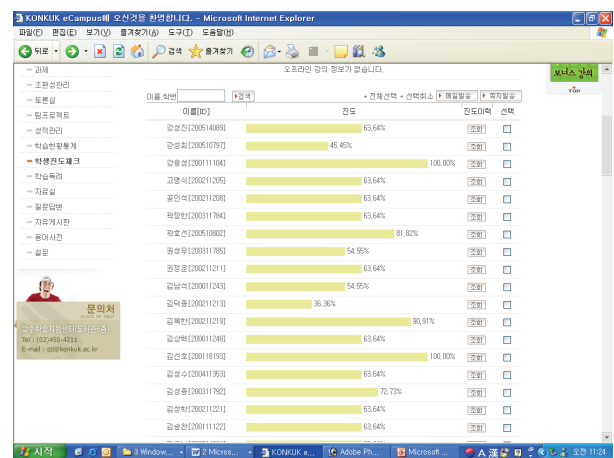 KONKUK eCampus에 오신것을 환영합니다. - Microsoft Internet Explorer
파일(F) 편집(E) 보기(V) 즐겨찾기(A) 도구(T) 도움말(H)
뒤로 검색 즐겨찾기
과제
조편성관리
토론실
팀프로젝트
성적관리
학습현황통계
학생진도체크
학습독려
자료실
질문답변
자유게시판
용어사전
설문
문의처
교수학습지원센터(도서관6층)
Tel : (02)450-4211
오프라인 강의 정보가 없습니다.
이름,학번 검색 전체선택 선택취소 메일발송 쪽지발송
이름[ID] 진도 진도이력 선택
강성진[200514089] 63,64% 조회
강성희[200510797] 45,45% 조회
강용성[200111104] 100,00% 조회
고명식[200211205] 63,64% 조회
공인석[200211208] 63,64% 조회
곽정한[200311784] 63,64% 조회
곽호선[200510802] 81,82% 조회
권성우[200311785] 54,55% 조회
권정운[200211211] 63,64% 조회
김남석[200011243] 54,55% 조회
김덕중[200211213] 36,36% 조회
김복한[200211219] 90,91% 조회
김상혁[200011248] 63,64% 조회
김선호[200118193] 100,00% 조회
김성수[200411353] 63,64% 조회
김성종[200311792] 72,73% 조회
김성학[200211221] 63,64% 조회
김승찬[200111122] 63,64% 조회
보너스 강의
TOP
시작 3 Window... 2 Micros... KONKUK e... Adobe Ph... Microsoft ... A 漢 오전 11:24